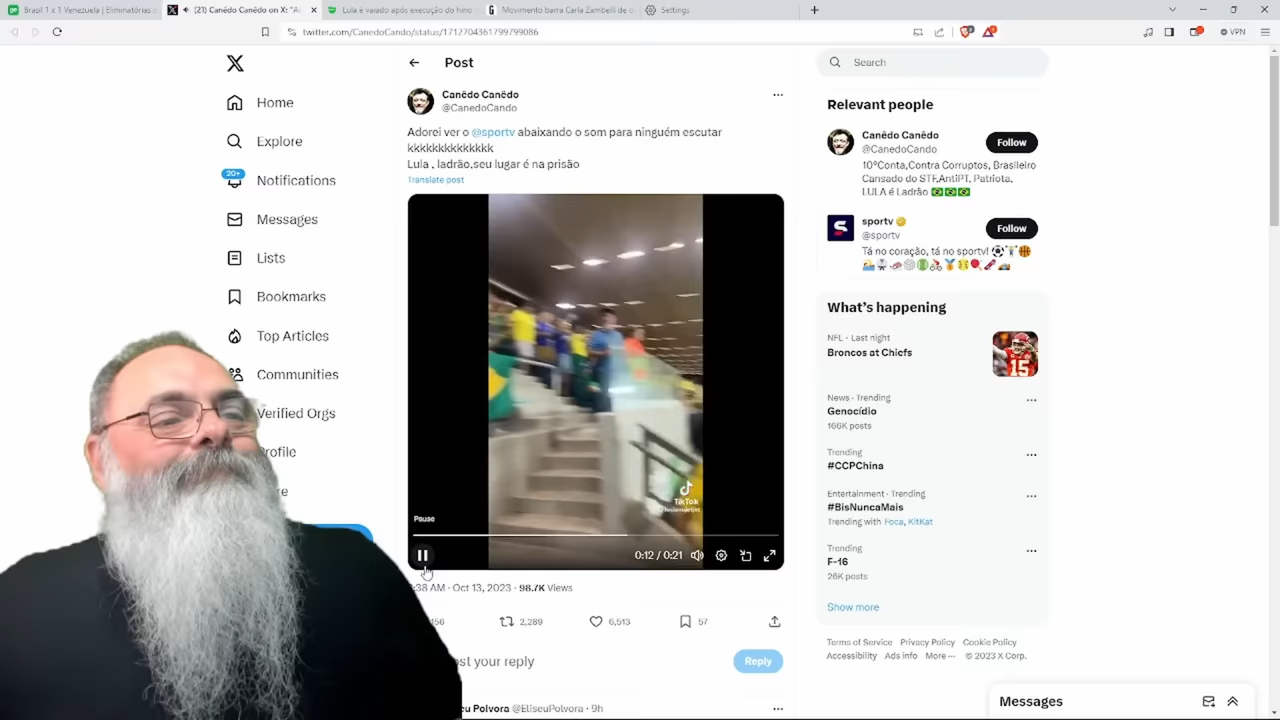 Brasil 1 x 1 Venezuela | Eliminatórias d
(21) Canêdo Canêdo on X: "A
Lula é vaiado após execução do hino
Movimento barra Carla Zambelli de c
Settings
twitter.com/CanedoCando/status/1712704361799799086
VPN
Post
Search
Home
Explore
20+
Notifications
Messages
Lists
Bookmarks
Top Articles
Communities
Verified Orgs
Canêdo Canêdo
@CanedoCando
Adorei ver o @sportv abaixando o som para ninguém escutar
kkkkkkkkkkkkkk
Lula , ladrão,seu lugar é na prisão
Translate post
TikTok
Pause
0:12 / 0:21
:38 AM · Oct 13, 2023 · 98.7K Views
456
2,289
6,513
57
st your reply
Reply
u Polvora @EliseuPolvora · 9h
Relevant people
Canêdo Canêdo
@CanedoCando
Follow
10°Conta,Contra Corruptos, Brasileiro
Cansado do STF,AntiPT, Patriota,
LULA é Ladrão
sportv
@sportv
Follow
Tá no coração, tá no sportv!
What's happening
NFL · Last night
Broncos at Chiefs
News · Trending
Genocídio
166K posts
Trending
#CCPChina
Entertainment · Trending
#BisNuncaMais
Trending with Foca, KitKat
Trending
F-16
26K posts
Show more
Terms of Service Privacy Policy Cookie Policy
Accessibility Ads info More ··· © 2023 X Corp.
Messages